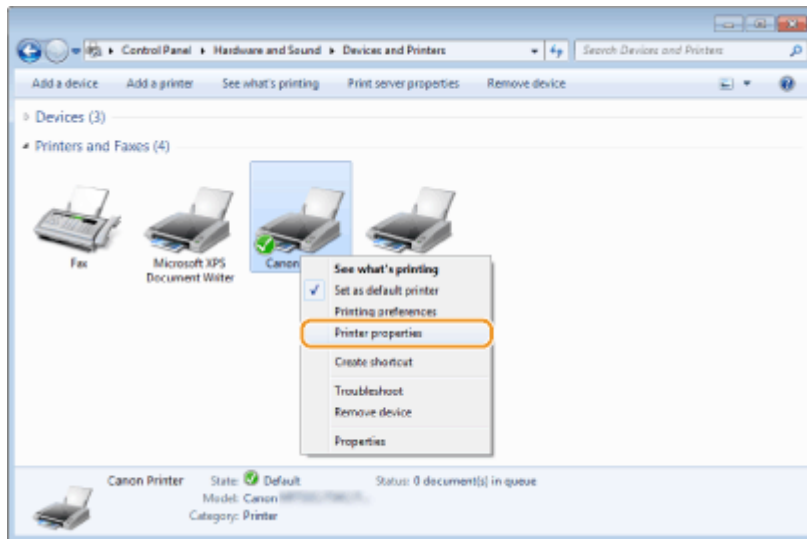 Control Panel ▸ Hardware and Sound ▸ Devices and Printers
Search Devices and Printers
Add a device Add a printer See what's printing Print server properties Remove device
Devices (3)
Printers and Faxes (4)
Fax
Microsoft XPS
Document Writer
Canon
See what's printing
Set as default printer
Printing preferences
Printer properties
Create shortcut
Troubleshoot
Remove device
Properties
Canon Printer State: Default Status: 0 document(s) in queue
Model: Canon
Category: Printer